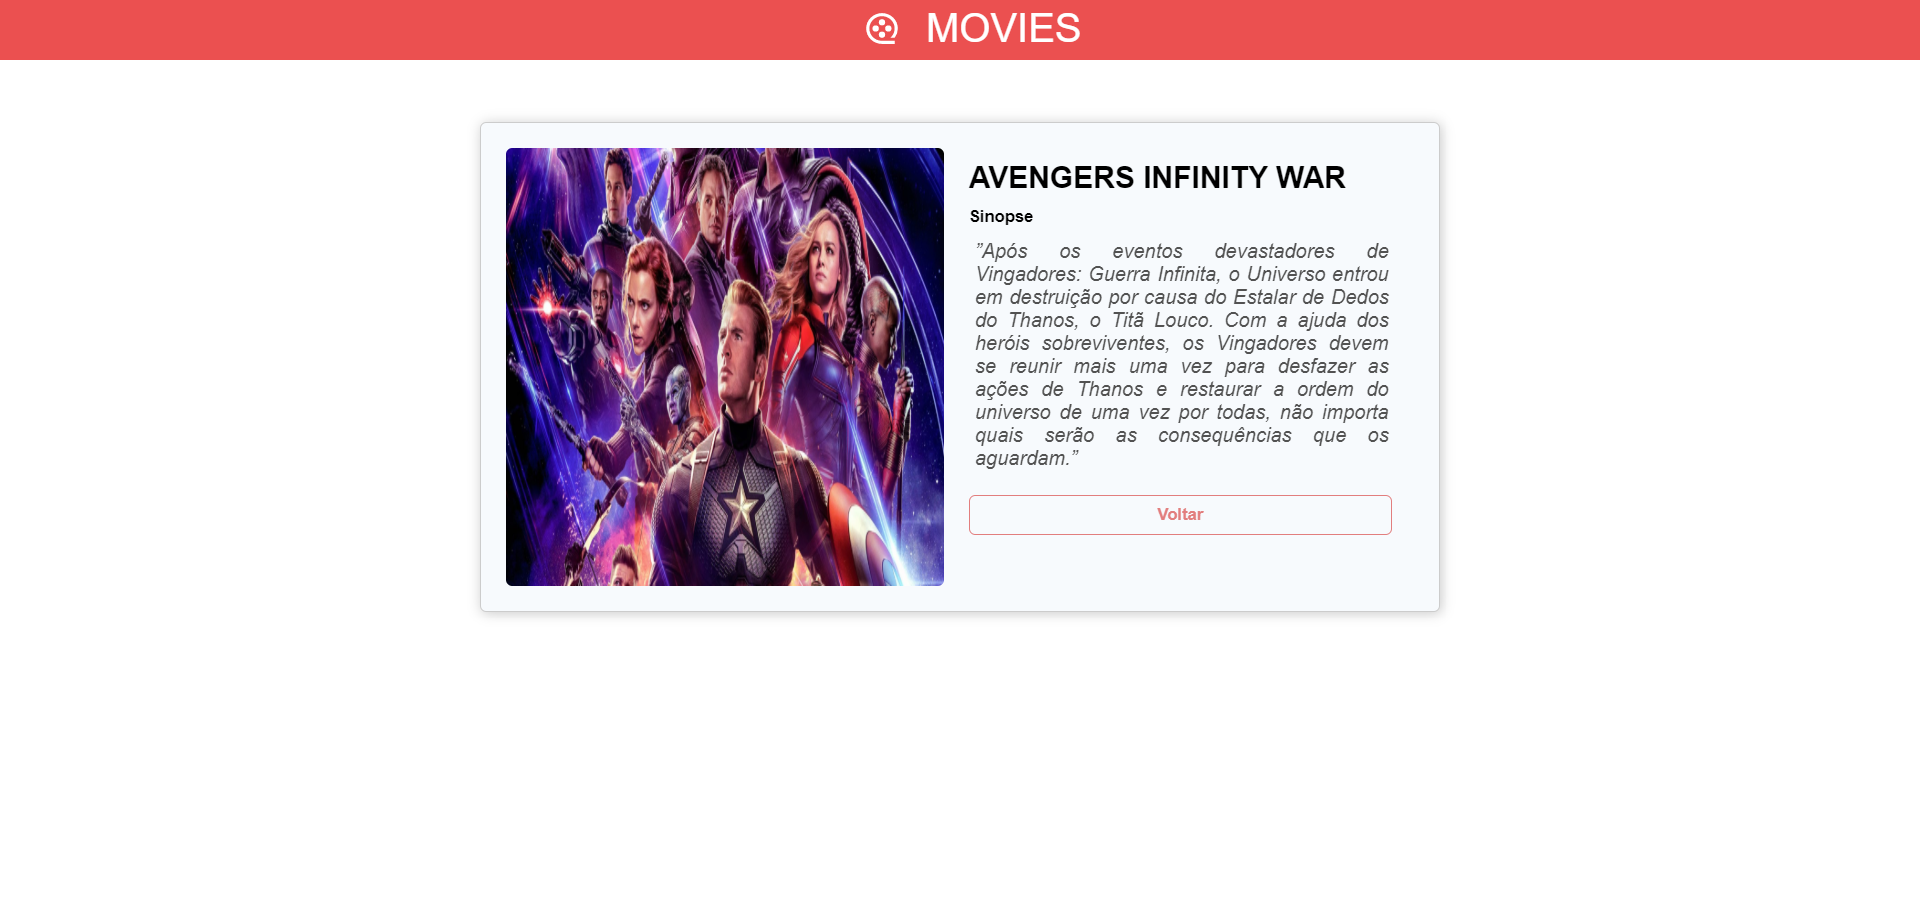 MOVIES
AVENGERS INFINITY WAR
Sinopse
”Após os eventos devastadores de
Vingadores: Guerra Infinita, o Universo entrou
em destruição por causa do Estalar de Dedos
do Thanos, o Titã Louco. Com a ajuda dos
heróis sobreviventes, os Vingadores devem
se reunir mais uma vez para desfazer as
ações de Thanos e restaurar a ordem do
universo de uma vez por todas, não importa
quais serão as consequências que os
aguardam.”
Voltar